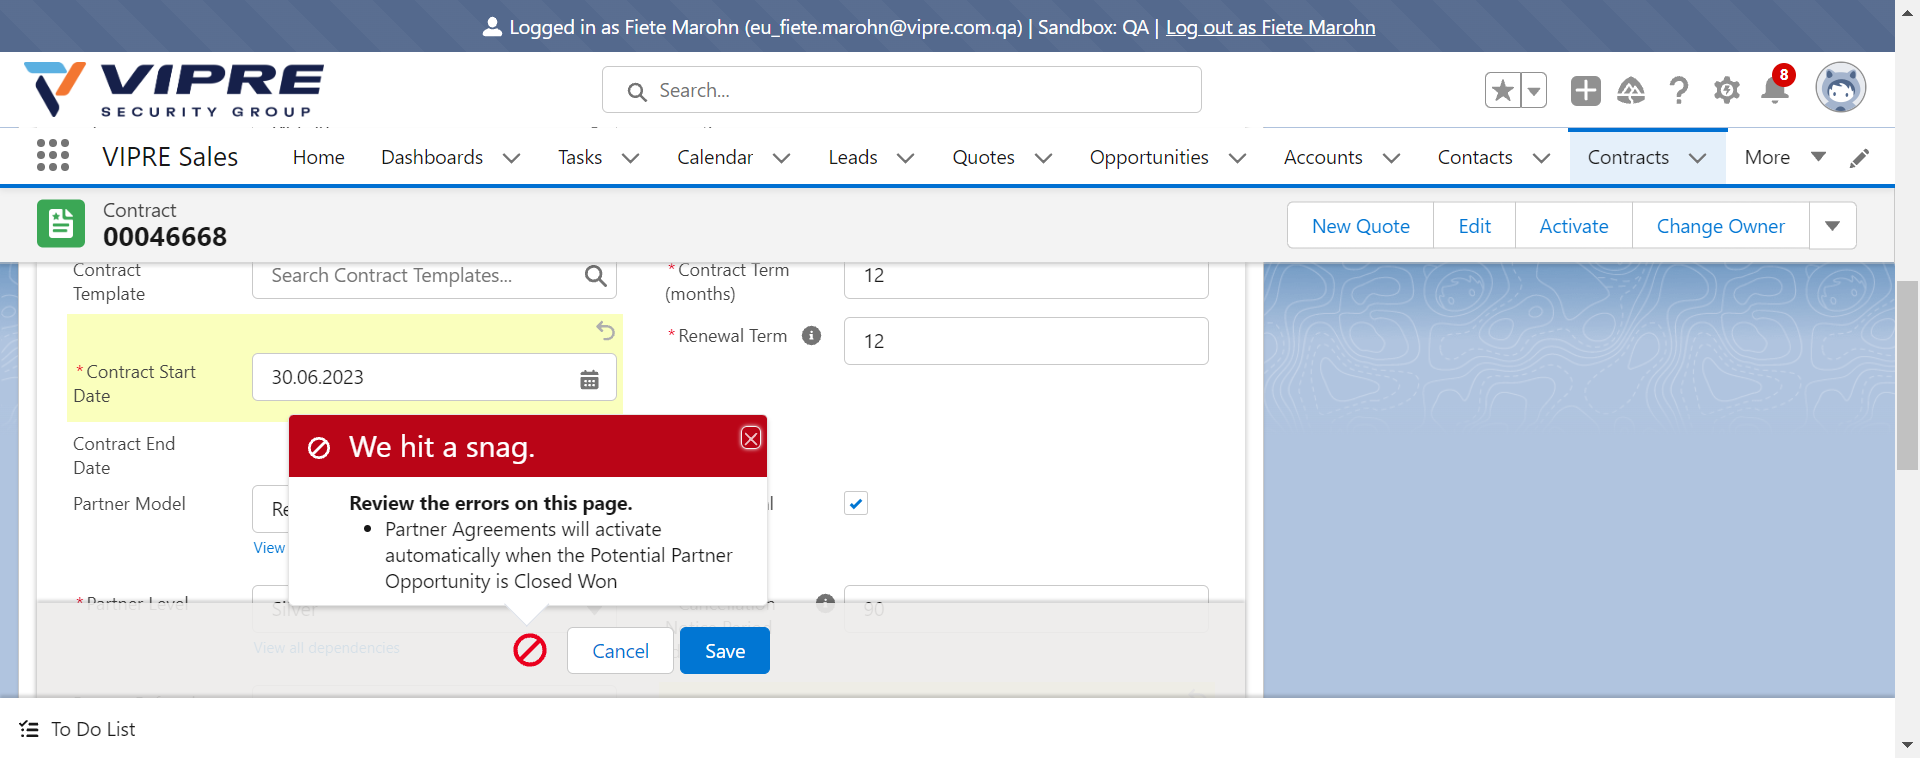 Logged in as Fiete Marohn (eu_fiete.marohn@vipre.com.qa) | Sandbox: QA | Log out as Fiete Marohn
VIPRE
SECURITY GROUP
Search...
8
VIPRE Sales
Home
Dashboards
Tasks
Calendar
Leads
Quotes
Opportunities
Accounts
Contacts
Contracts
More
Contract
00046668
New Quote
Edit
Activate
Change Owner
Contract
Template
Search Contract Templates...
*Contract Term
(months)
12
*Renewal Term
12
*Contract Start
Date
30.06.2023
Contract End
Date
We hit a snag.
Review the errors on this page.
• Partner Agreements will activate
automatically when the Potential Partner
Opportunity is Closed Won
Partner Model
Re
View
*Partner Level
Silver
View all dependencies
Cancellation
Notice Period
90
Cancel
Save
To Do List